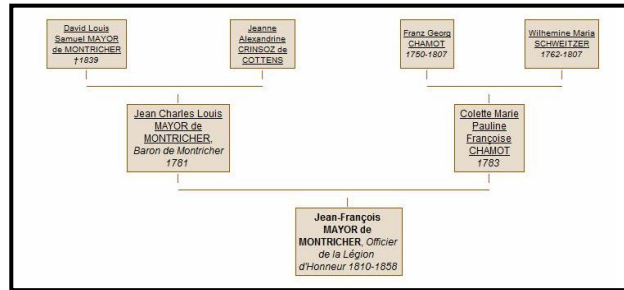 David Louis
Samuel MAYOR
de MONTRICHER
†1839
Jeanne
Alexandrine
CRINSOZ de
COTTENS
Franz Georg
CHAMOT
1750-1807
Wilhemine Maria
SCHWEITZER
1762-1807
Jean Charles Louis
MAYOR de
MONTRICHER,
Baron de Montricher
1781
Colette Marie
Pauline
Françoise
CHAMOT
1783
Jean-François
MAYOR de
MONTRICHER, Officier
de la Légion
d'Honneur 1810-1858